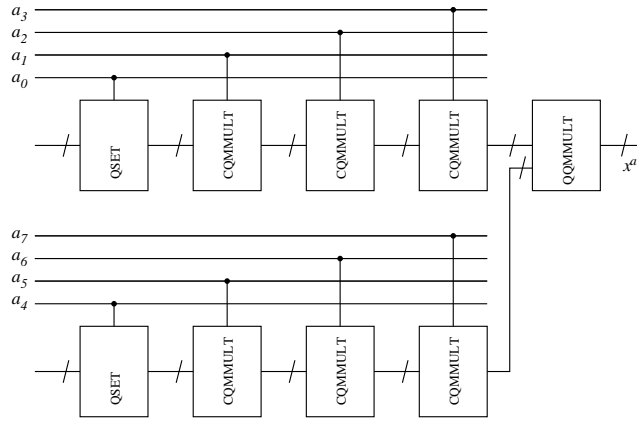 a₃
a₂
a₁
a₀
QSET
CQMMULT
CQMMULT
CQMMULT
QQMMULT
xᵃ
a₇
a₆
a₅
a₄
QSET
CQMMULT
CQMMULT
CQMMULT